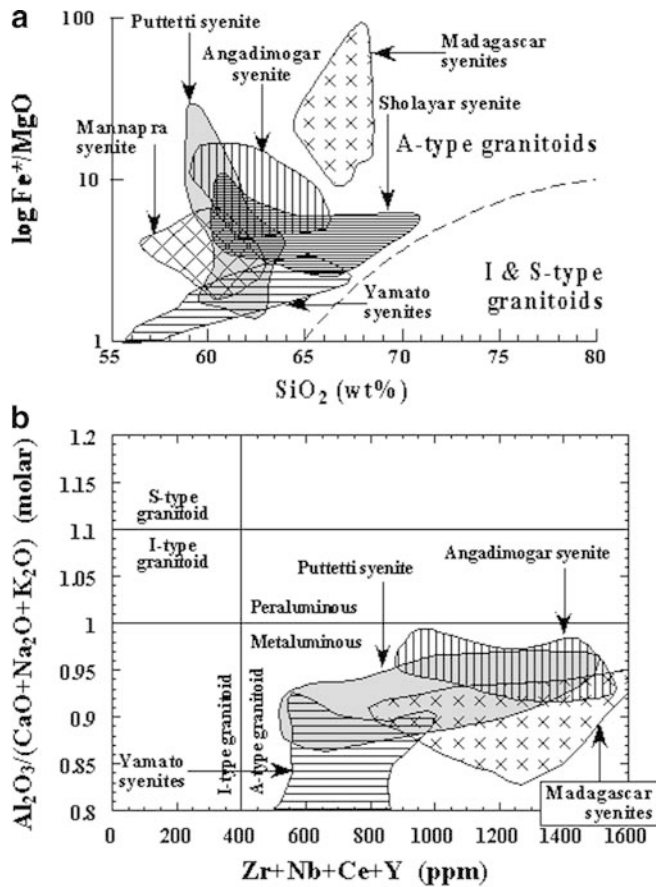 a
100
10
1
logFe*/MgO
Puttetti syenite
Angadimogar
syenite
Mannapra
syenite
Madagascar
syenites
Sholayar syenite
A-type granitoids
I & S-type
granitoids
Yamato
syenites
55
60
65
70
80
SiO₂ (wt%)
b
1.2
1.15
1.1
1.05
1
0.95
0.9
0.85
0.8
Al₂O₃/(CaO+Na₂O+K₂O) (molar)
S-type
granitoid
I-type
granitoid
Puttetti syenite
Angadimogar syenite
Peraluminous
Metaluminous
I-type granitoid
A-type granitoid
Yamato
syenites
Madagascar
syenites
0
200
400
600
800
1000
1200
1400
1600
Zr+Nb+Ce+Y (ppm)